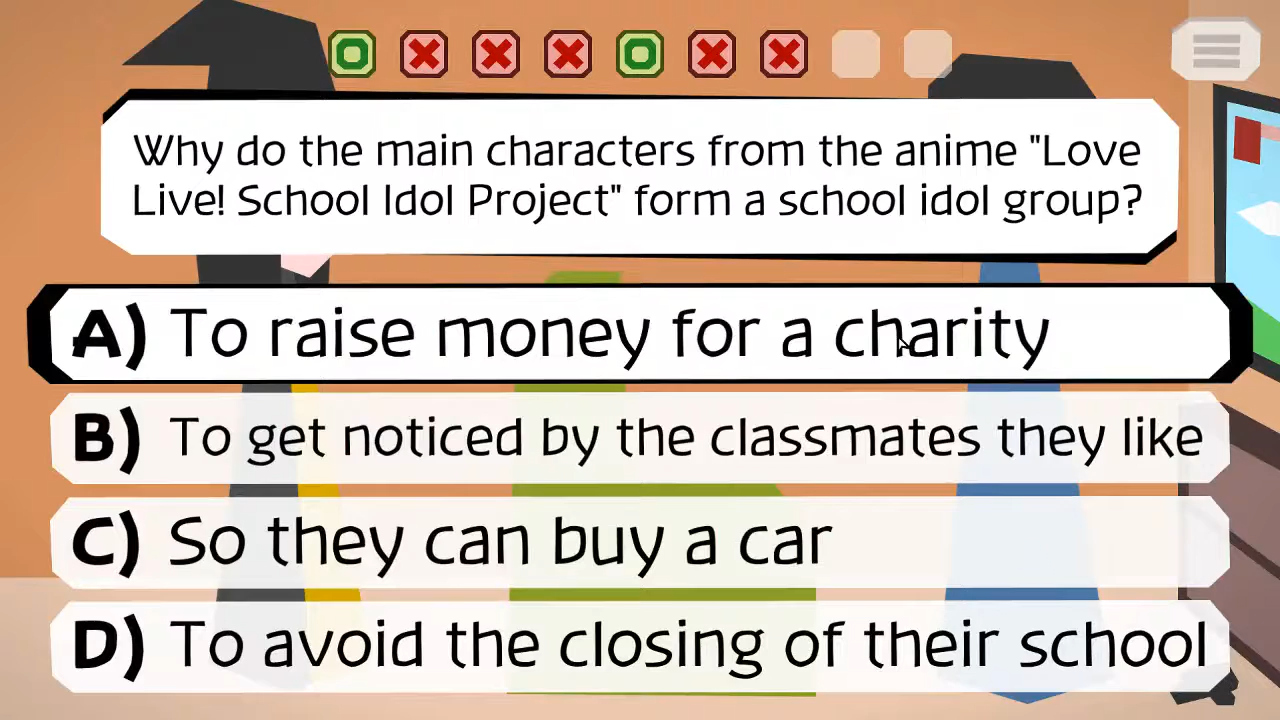 Why do the main characters from the anime "Love
Live! School Idol Project" form a school idol group?
A) To raise money for a charity
B) To get noticed by the classmates they like
C) So they can buy a car
D) To avoid the closing of their school